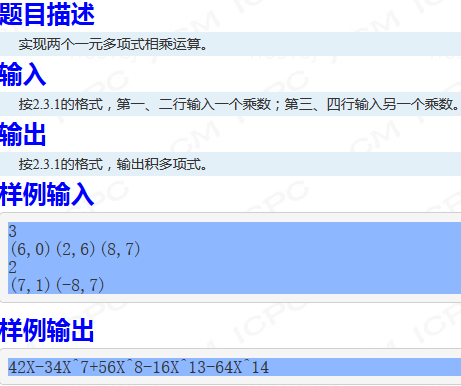 题目描述
实现两个一元多项式相乘运算。
输入
按2.3.1的格式，第一、二行输入一个乘数；第三、四行输入另一个乘数。
输出
按2.3.1的格式，输出积多项式。
样例输入
3
(6,0)(2,6)(8,7)
2
(7,1)(-8,7)
样例输出
42X-34X^7+56X^8-16X^13-64X^14